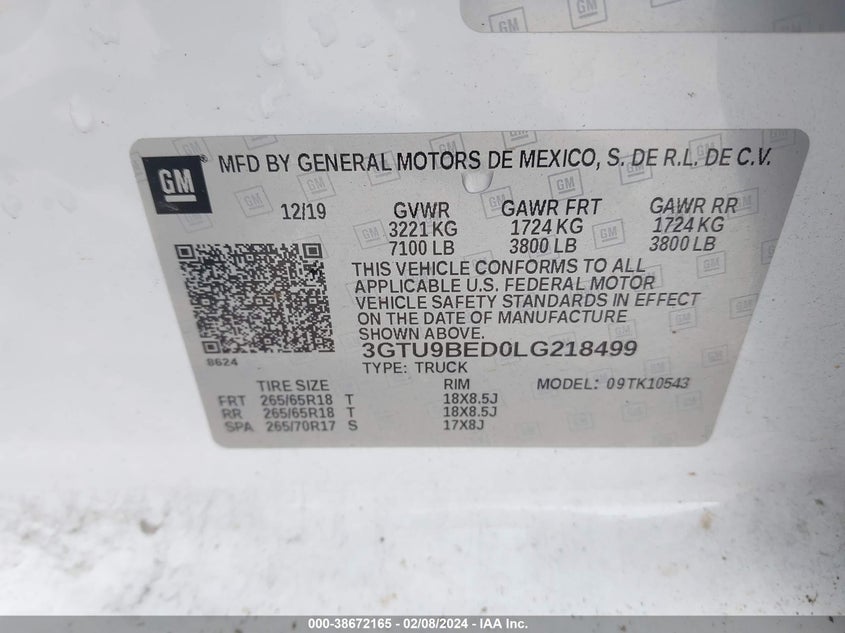 GM
MFD BY GENERAL MOTORS DE MEXICO, S. DE R.L. DE C.V.
12/19 GVWR GAWR FRT GAWR RR
3221 KG 1724 KG 1724 KG
7100 LB 3800 LB 3800 LB
THIS VEHICLE CONFORMS TO ALL
APPLICABLE U.S. FEDERAL MOTOR
VEHICLE SAFETY STANDARDS IN EFFECT
ON THE DATE OF MANUFACTURE
SHOWN ABOVE.
8624
3GTU9BED0LG218499
TYPE: TRUCK
TIRE SIZE RIM MODEL: 09TK10543
FRT 265/65R18 T 18X8.5J
RR 265/65R18 T 18X8.5J
SPA 265/70R17 S 17X8J
000-38672165 - 02/08/2024 - IAAI.Com Inc.